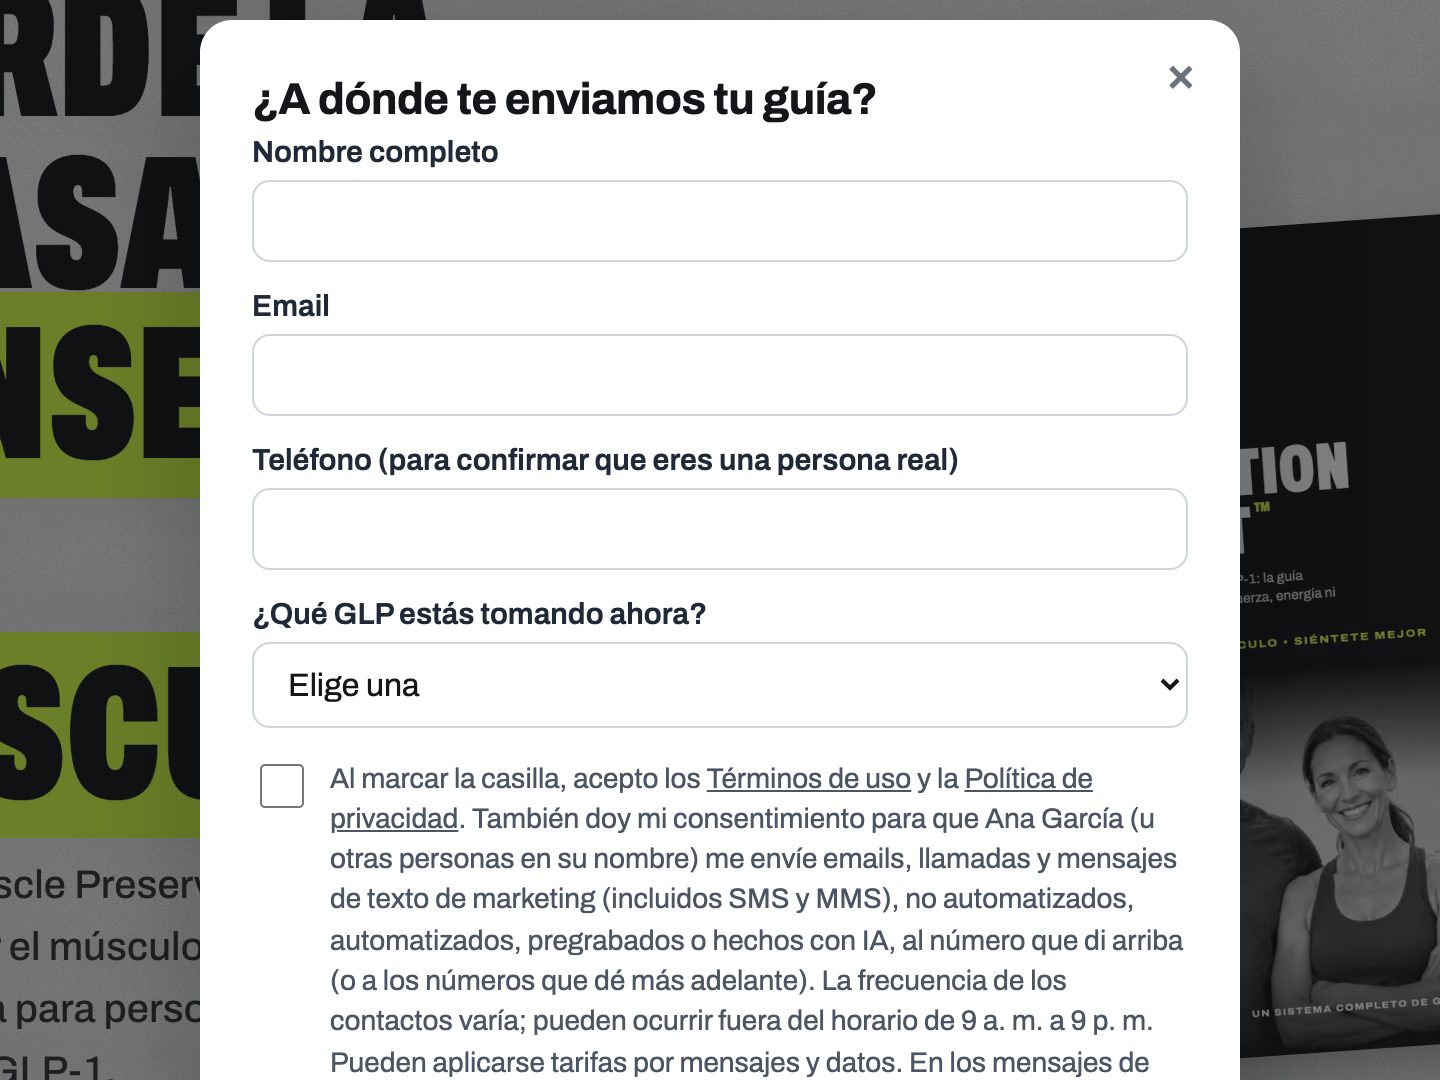 ¿A dónde te enviamos tu guía?
Nombre completo
Email
Teléfono (para confirmar que eres una persona real)
¿Qué GLP estás tomando ahora?
Elige una
Al marcar la casilla, acepto los Términos de uso y la Política de
privacidad. También doy mi consentimiento para que Ana García (u
otras personas en su nombre) me envíe emails, llamadas y mensajes
de texto de marketing (incluidos SMS y MMS), no automatizados,
automatizados, pregrabados o hechos con IA, al número que di arriba
(o a los números que dé más adelante). La frecuencia de los
contactos varía; pueden ocurrir fuera del horario de 9 a. m. a 9 p. m.
Pueden aplicarse tarifas por mensajes y datos. En los mensajes de
el músculo
para
GLP-1.
TION
T™
la guía
energía ni
• SIÉNTETE MEJOR
UN SISTEMA COMPLETO DE